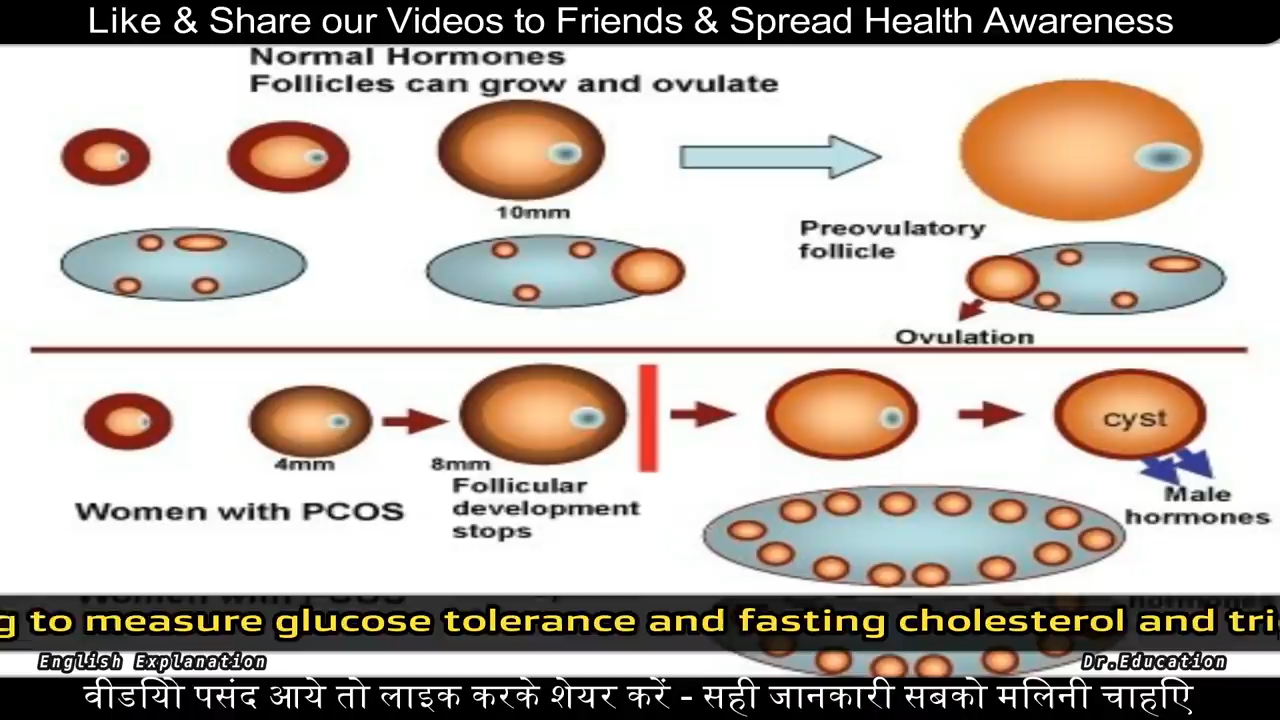 Like & Share our Videos to Friends & Spread Health Awareness
Normal Hormones
Follicles can grow and ovulate
10mm
Preovulatory
follicle
Ovulation
cyst
4mm
8mm
Follicular
development
stops
Women with PCOS
Male
hormones
g to measure glucose tolerance and fasting cholesterol and tri
English Explanation
Dr.Education
वीडियो पसंद आये तो लाइक करके शेयर करें - सही जानकारी सबको मिलनी चाहिए